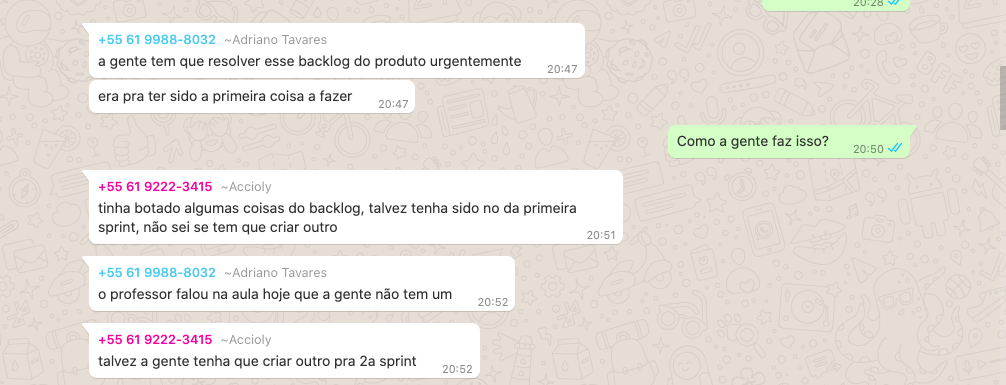 20:28
+55 61 9988-8032 ~Adriano Tavares
a gente tem que resolver esse backlog do produto urgentemente 20:47
era pra ter sido a primeira coisa a fazer 20:47
Como a gente faz isso? 20:50
+55 61 9222-3415 ~Accioly
tinha botado algumas coisas do backlog, talvez tenha sido no da primeira
sprint, não sei se tem que criar outro 20:51
+55 61 9988-8032 ~Adriano Tavares
o professor falou na aula hoje que a gente não tem um 20:52
+55 61 9222-3415 ~Accioly
talvez a gente tenha que criar outro pra 2a sprint 20:52